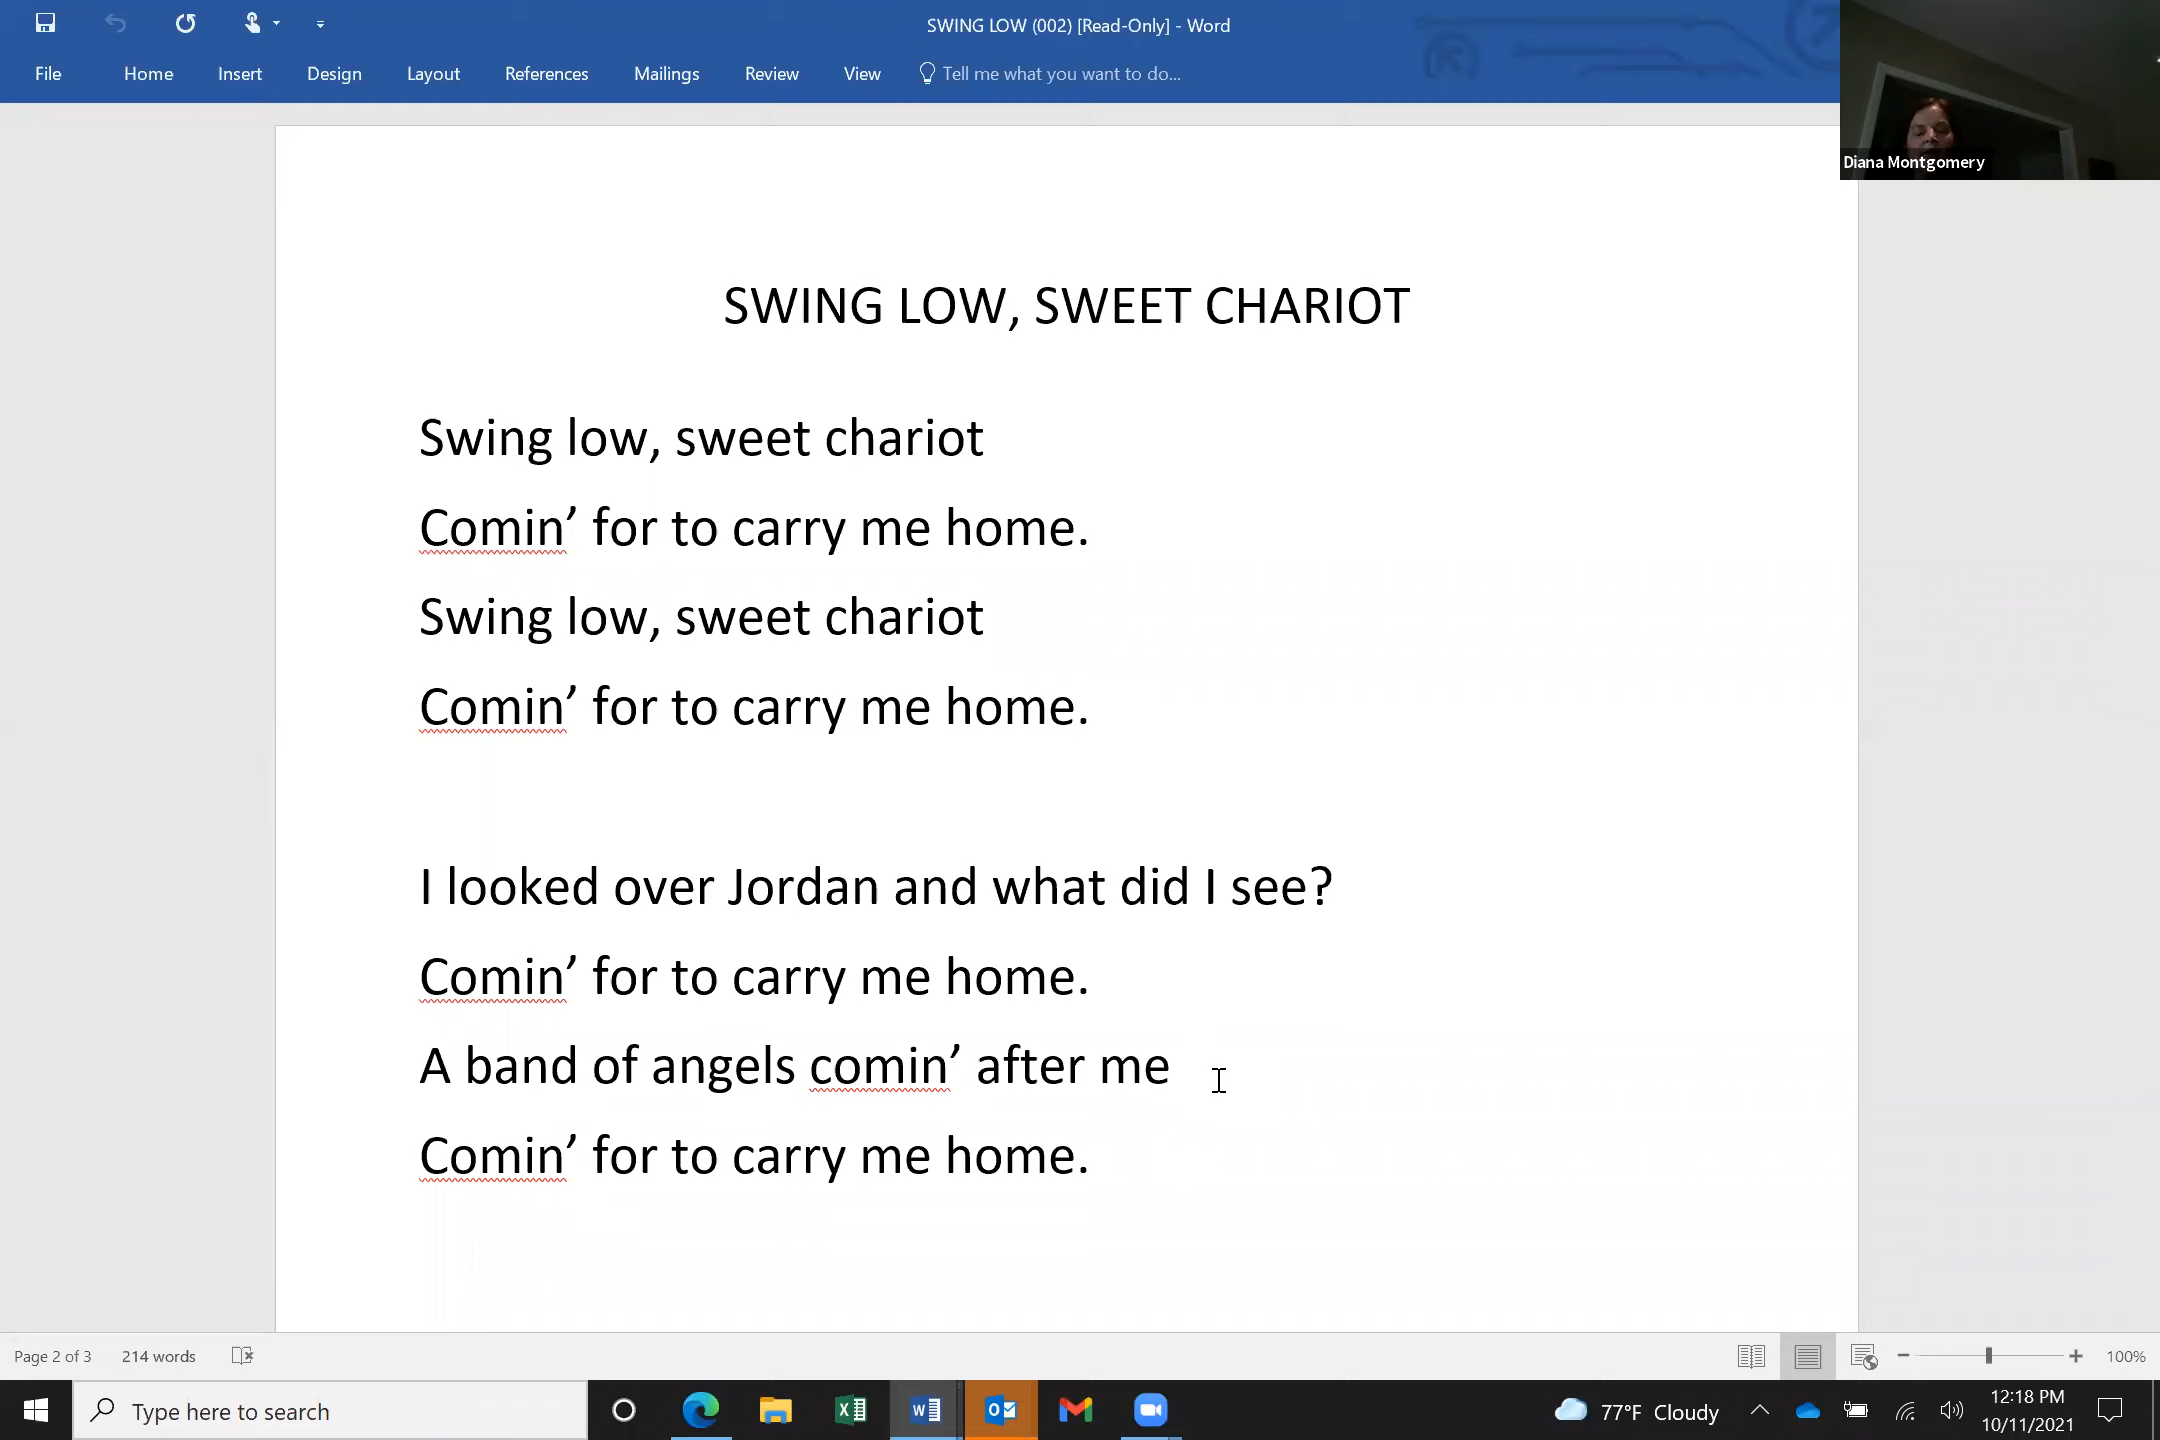 SWING LOW (002) [Read-Only] - Word
File Home Insert Design Layout References Mailings Review View Tell me what you want to do...
Diana Montgomery
SWING LOW, SWEET CHARIOT
Swing low, sweet chariot
Comin’ for to carry me home.
Swing low, sweet chariot
Comin’ for to carry me home.
I looked over Jordan and what did I see?
Comin’ for to carry me home.
A band of angels comin’ after me
Comin’ for to carry me home.
Page 2 of 3 214 words 100%
Type here to search
77°F Cloudy
12:18 PM
10/11/2021